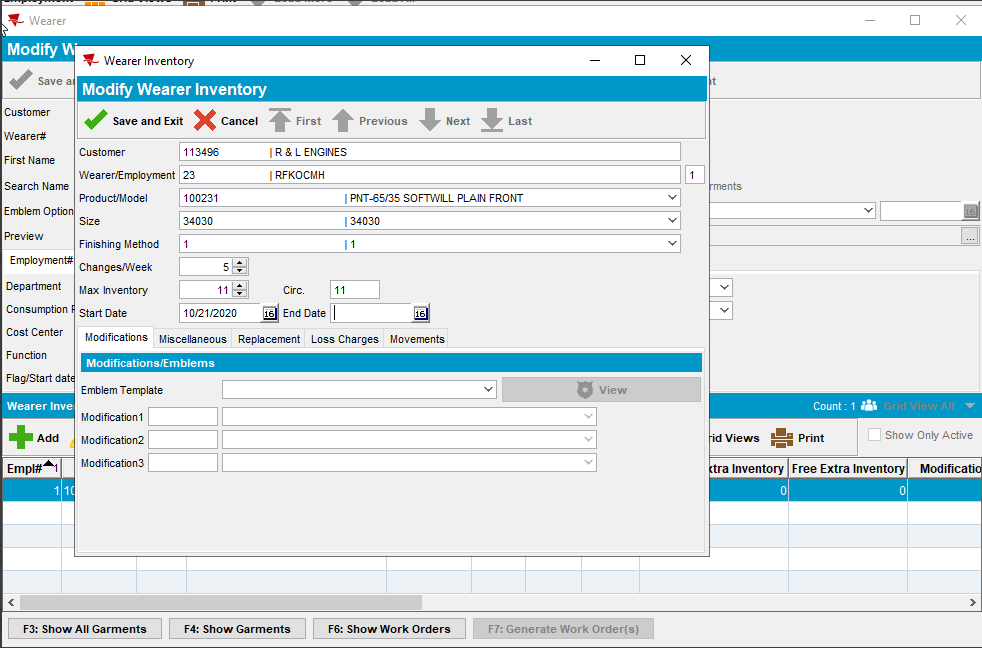 Wearer
Modify W
Wearer Inventory
Modify Wearer Inventory
Save and Exit Cancel First Previous Next Last
Customer 113496 | R & L ENGINES
Wearer/Employment 23 | RFKOCMH 1
Product/Model 100231 | PNT-65/35 SOFTWILL PLAIN FRONT
Size 34030 | 34030
Finishing Method 1 | 1
Changes/Week 5
Max Inventory 11 Circ. 11
Start Date 10/21/2020 16 End Date 16
Modifications Miscellaneous Replacement Loss Charges Movements
Modifications/Emblems
Emblem Template View
Modification1
Modification2
Modification3
Customer
Wearer#
First Name
Search Name
Emblem Option
Preview
Employment#
Department
Consumption
Cost Center
Function
Flag/Start date
16
...
Wearer Inve Count : 1 Grid View All
Add rid Views Print Show Only Active
Empl# 1 xtra Inventory Free Extra Inventory Modificatio
1 10 0 0
F3: Show All Garments F4: Show Garments F6: Show Work Orders F7: Generate Work Order(s)